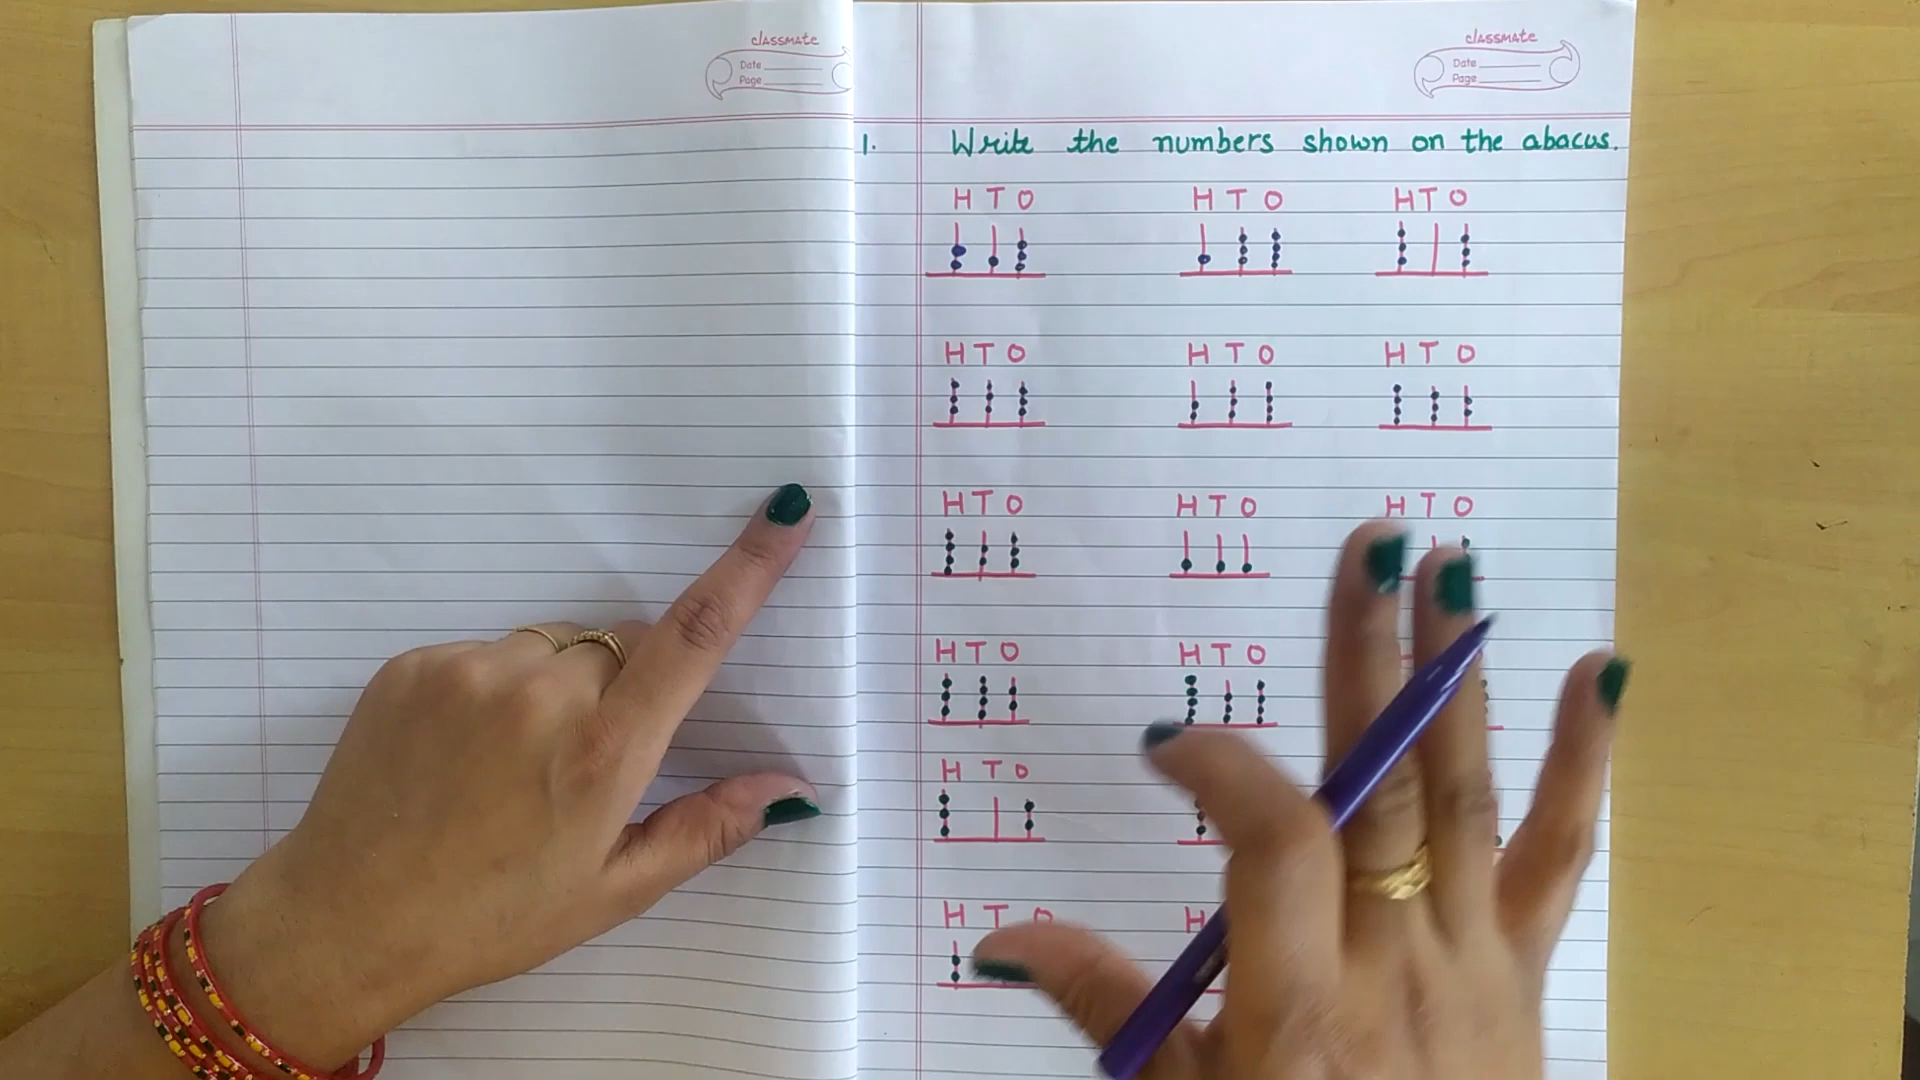 classmate
Date
Page
classmate
Date
Page
1. Write the numbers shown on the abacus.
H T O H T O H T O
H T O H T O H T O
H T O H T O H T O
H T O H T O
H T O
H T O H